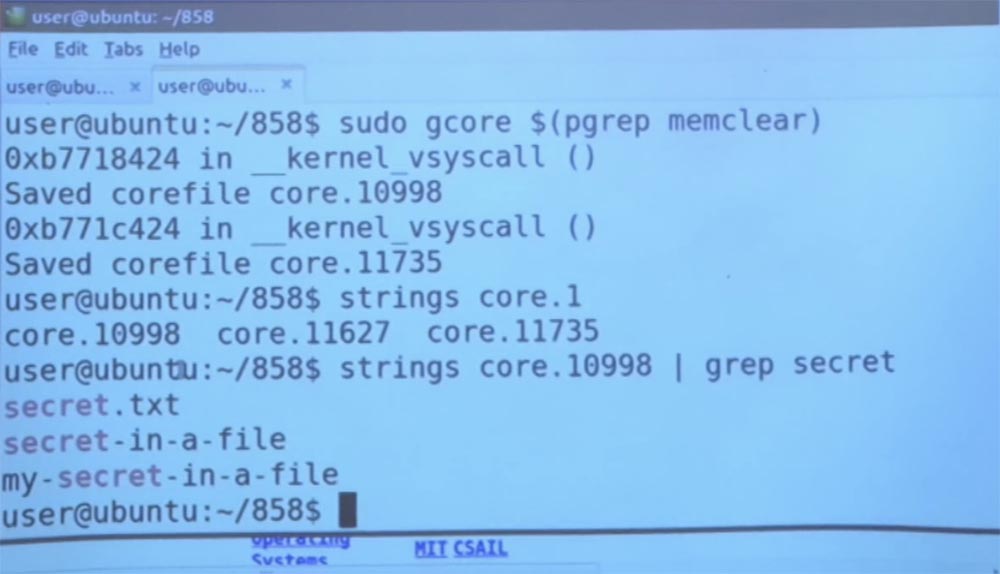 user@ubuntu: ~/858
File Edit Tabs Help
user@ubu... × user@ubu... ×
user@ubuntu:~/858$ sudo gcore $(pgrep memclear)
0xb7718424 in __kernel_vsyscall ()
Saved corefile core.10998
0xb771c424 in __kernel_vsyscall ()
Saved corefile core.11735
user@ubuntu:~/858$ strings core.1
core.10998 core.11627 core.11735
user@ubuntu:~/858$ strings core.10998 | grep secret
secret.txt
secret-in-a-file
my-secret-in-a-file
user@ubuntu:~/858$
Operating MIT CSAIL
Systems